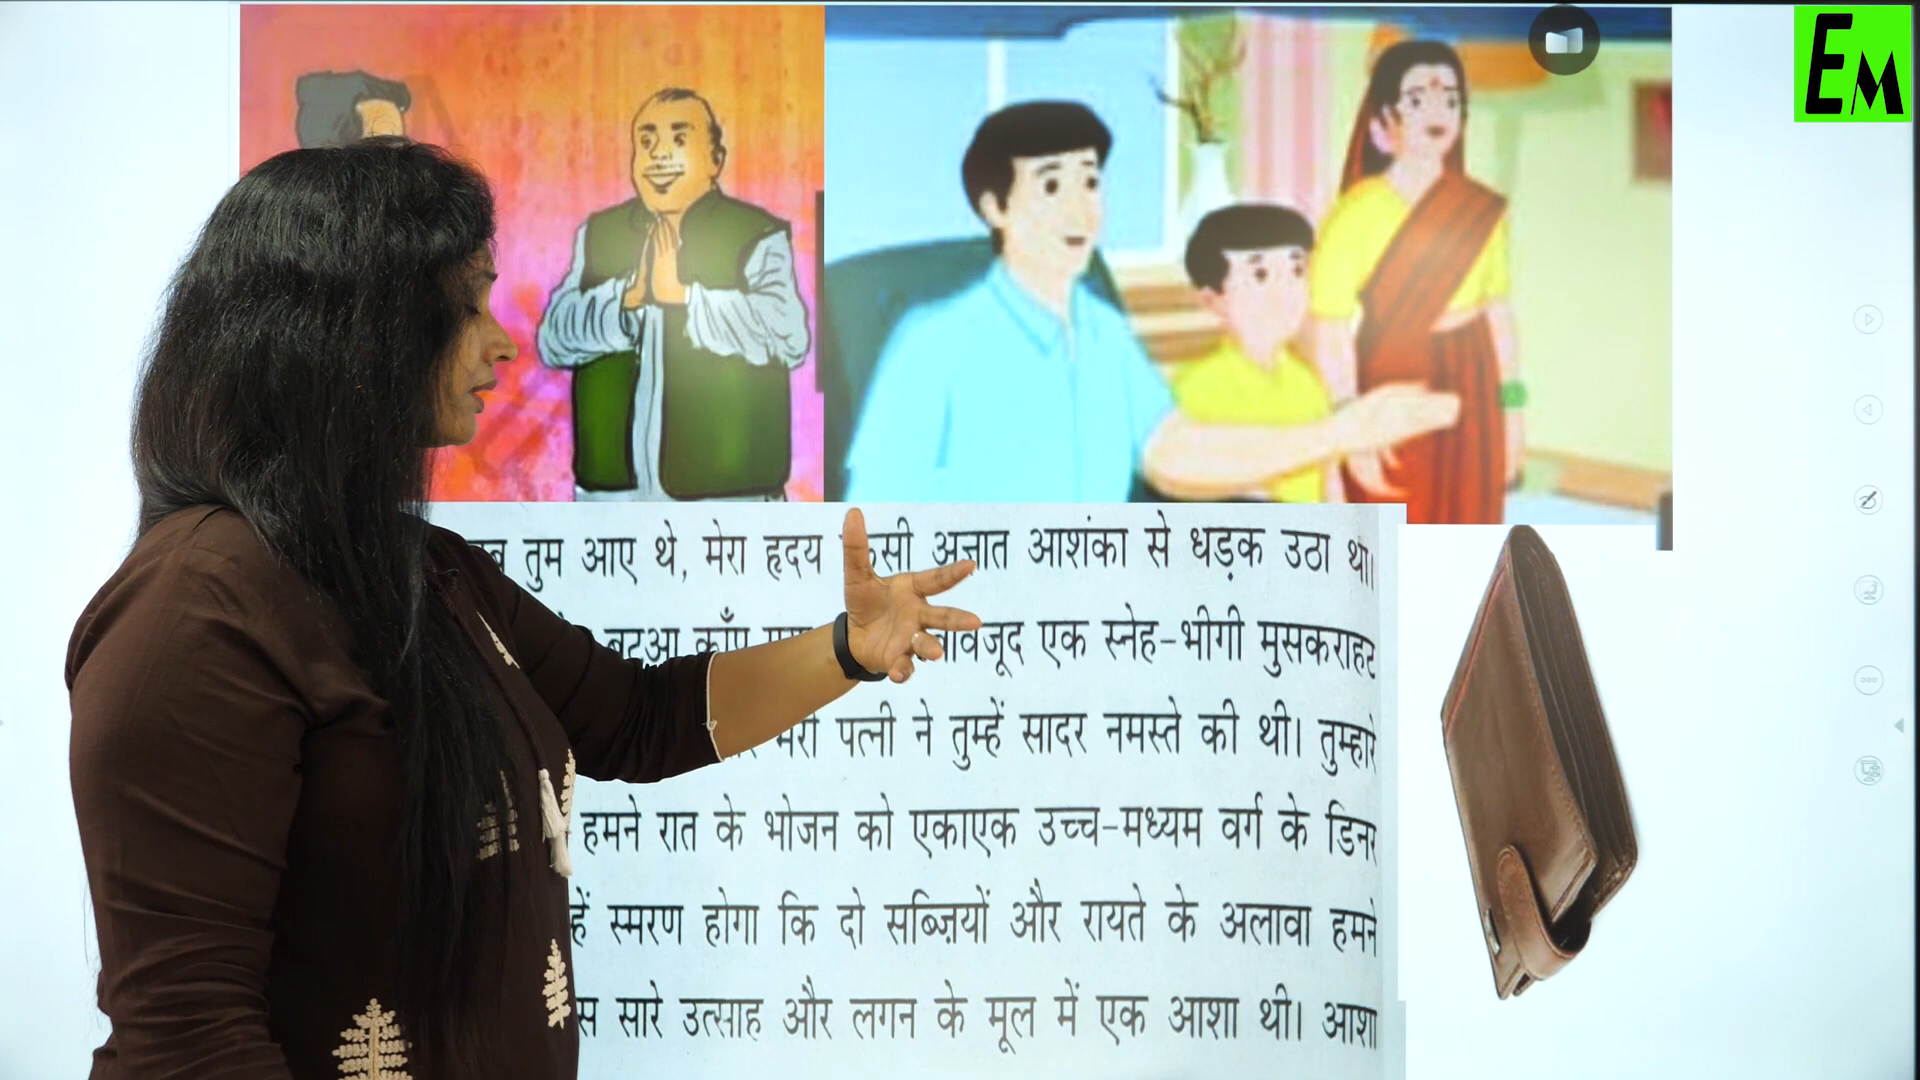 EM
तुम आए थे, मेरा हृदय अज्ञात आशंका से धड़क उठा था।
बटुआ काँप बावजूद एक स्नेह-भीगी मुसकराहट
मेरी पत्नी ने तुम्हें सादर नमस्ते की थी। तुम्हारे
हमने रात के भोजन को एकाएक उच्च-मध्यम वर्ग के डिनर
स्मरण होगा कि दो सब्ज़ियों और रायते के अलावा हमने
सारे उत्साह और लगन के मूल में एक आशा थी। आशा